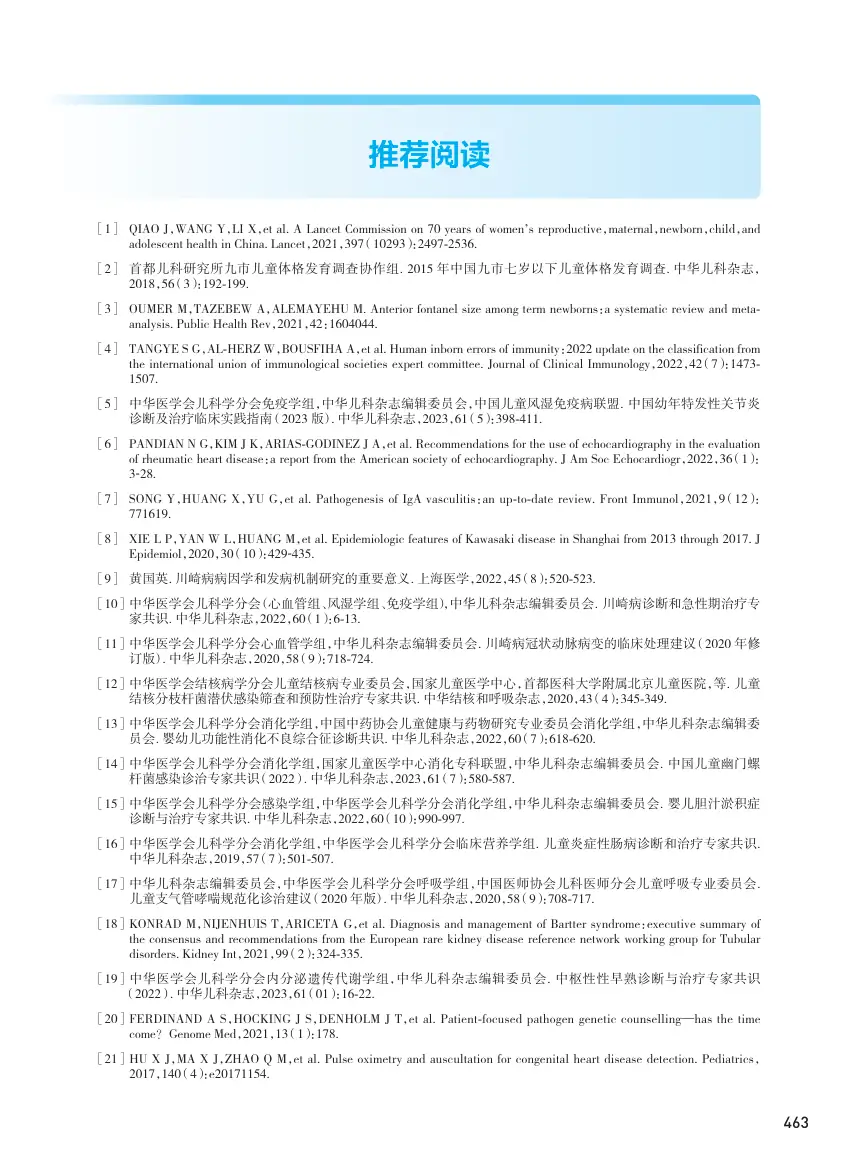 推荐阅读
［1］ QIAO J,WANG Y,LI X,et al. A Lancet Commission on 70 years of women's reproductive,maternal,newborn,child,and
adolescent health in China. Lancet,2021,397（10293）:2497-2536.
［2］ 首都儿科研究所九市儿童体格发育调查协作组. 2015 年中国九市七岁以下儿童体格发育调查. 中华儿科杂志,
2018,56（3）:192-199.
［3］ OUMER M,TAZEBEW A,ALEMAYEHU M. Anterior fontanel size among term newborns:a systematic review and meta-
analysis. Public Health Rev,2021,42:1604044.
［4］ TANGYE S G,AL-HERZ W,BOUSFIHA A,et al. Human inborn errors of immunity:2022 update on the classification from
the international union of immunological societies expert committee. Journal of Clinical Immunology,2022,42（7）:1473-
1507.
［5］ 中华医学会儿科学分会免疫学组,中华儿科杂志编辑委员会,中国儿童风湿免疫病联盟. 中国幼年特发性关节炎
诊断及治疗临床实践指南（2023 版）. 中华儿科杂志,2023,61（5）:398-411.
［6］ PANDIAN N G,KIM J K,ARIAS-GODINEZ J A,et al. Recommendations for the use of echocardiography in the evaluation
of rheumatic heart disease:a report from the American society of echocardiography. J Am Soc Echocardiogr,2022,36（1）:
3-28.
［7］ SONG Y,HUANG X,YU G,et al. Pathogenesis of IgA vasculitis:an up-to-date review. Front Immunol,2021,9（12）:
771619.
［8］ XIE L P,YAN W L,HUANG M,et al. Epidemiologic features of Kawasaki disease in Shanghai from 2013 through 2017. J
Epidemiol,2020,30（10）:429-435.
［9］ 黄国英. 川崎病病因学和发病机制研究的重要意义. 上海医学,2022,45（8）:520-523.
［10］中华医学会儿科学分会（心血管组、风湿学组、免疫学组）,中华儿科杂志编辑委员会. 川崎病诊断和急性期治疗专
家共识. 中华儿科杂志,2022,60（1）:6-13.
［11］中华医学会儿科学分会心血管学组,中华儿科杂志编辑委员会. 川崎病冠状动脉病变的临床处理建议（2020 年修
订版）. 中华儿科杂志,2020,58（9）:718-724.
［12］中华医学会结核病学分会儿童结核病专业委员会,国家儿童医学中心,首都医科大学附属北京儿童医院,等. 儿童
结核分枝杆菌潜伏感染筛查和预防性治疗专家共识. 中华结核和呼吸杂志,2020,43（4）:345-349.
［13］中华医学会儿科学分会消化学组,中国中药协会儿童健康与药物研究专业委员会消化学组,中华儿科杂志编辑委
员会. 婴幼儿功能性消化不良综合征诊断共识. 中华儿科杂志,2022,60（7）:618-620.
［14］中华医学会儿科学分会消化学组,国家儿童医学中心消化专科联盟,中华儿科杂志编辑委员会. 中国儿童幽门螺
杆菌感染诊治专家共识（2022）. 中华儿科杂志,2023,61（7）:580-587.
［15］中华医学会儿科学分会感染学组,中华医学会儿科学分会消化学组,中华儿科杂志编辑委员会. 婴儿胆汁淤积症
诊断与治疗专家共识. 中华儿科杂志,2022,60（10）:990-997.
［16］中华医学会儿科学分会消化学组,中华医学会儿科学分会临床营养学组. 儿童炎症性肠病诊断和治疗专家共识.
中华儿科杂志,2019,57（7）:501-507.
［17］中华儿科杂志编辑委员会,中华医学会儿科学分会呼吸学组,中国医师协会儿科医师分会儿童呼吸专业委员会.
儿童支气管哮喘规范化诊治建议（2020 年版）. 中华儿科杂志,2020,58（9）:708-717.
［18］KONRAD M,NIJENHUIS T,ARICETA G,et al. Diagnosis and management of Bartter syndrome:executive summary of
the consensus and recommendations from the European rare kidney disease reference network working group for Tubular
disorders. Kidney Int,2021,99（2）:324-335.
［19］中华医学会儿科学分会内分泌遗传代谢学组,中华儿科杂志编辑委员会. 中枢性性早熟诊断与治疗专家共识
（2022）. 中华儿科杂志,2023,61（01）:16-22.
［20］FERDINAND A S,HOCKING J S,DENHOLM J T,et al. Patient-focused pathogen genetic counselling—has the time
come? Genome Med,2021,13（1）:178.
［21］HU X J,MA X J,ZHAO Q M,et al. Pulse oximetry and auscultation for congenital heart disease detection. Pediatrics,
2017,140（4）:e20171154.
463